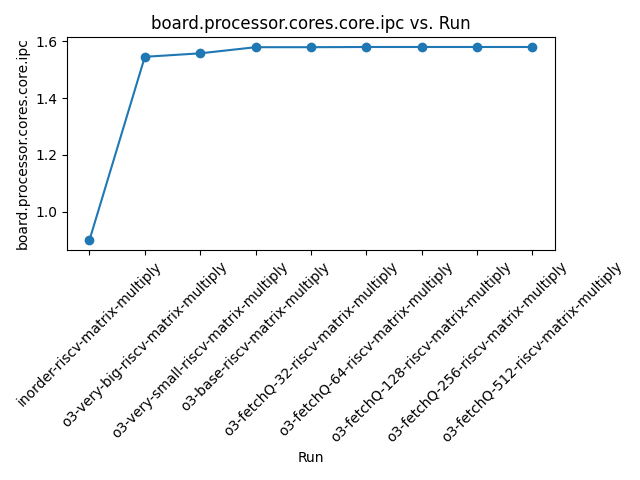 board.processor.cores.core.ipc vs. Run
board.processor.cores.core.ipc
1.6
1.4
1.2
1.0
inorder-riscv-matrix-multiply
o3-very-big-riscv-matrix-multiply
o3-very-small-riscv-matrix-multiply
o3-base-riscv-matrix-multiply
o3-fetchQ-32-riscv-matrix-multiply
o3-fetchQ-64-riscv-matrix-multiply
o3-fetchQ-128-riscv-matrix-multiply
o3-fetchQ-256-riscv-matrix-multiply
o3-fetchQ-512-riscv-matrix-multiply
Run